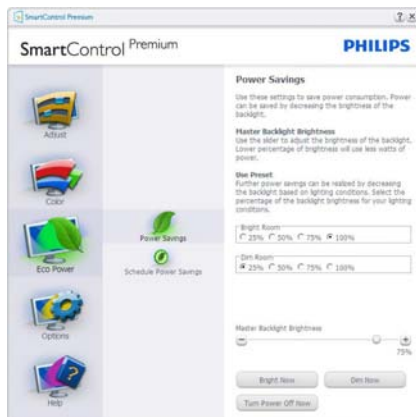 SmartControl Premium
SmartControl Premium
PHILIPS
Adjust
Color
Eco Power
Options
Help
Power Savings
Schedule Power Savings
Power Savings
Use these settings to save power consumption. Power
can be saved by decreasing the brightness of the
backlight.
Master Backlight Brightness
Use the slider to adjust the brightness of the backlight.
Lower percentage of brightness will use less watts of
power.
Use Preset
Further power savings can be realized by decreasing
the backlight based on lighting conditions. Select the
percentage of the backlight brightness for your lighting
conditions.
Bright Room
25% 50% 75% 100%
Dim Room
25% 50% 75% 100%
Master Backlight Brightness
75%
Bright Now
Dim Now
Turn Power Off Now